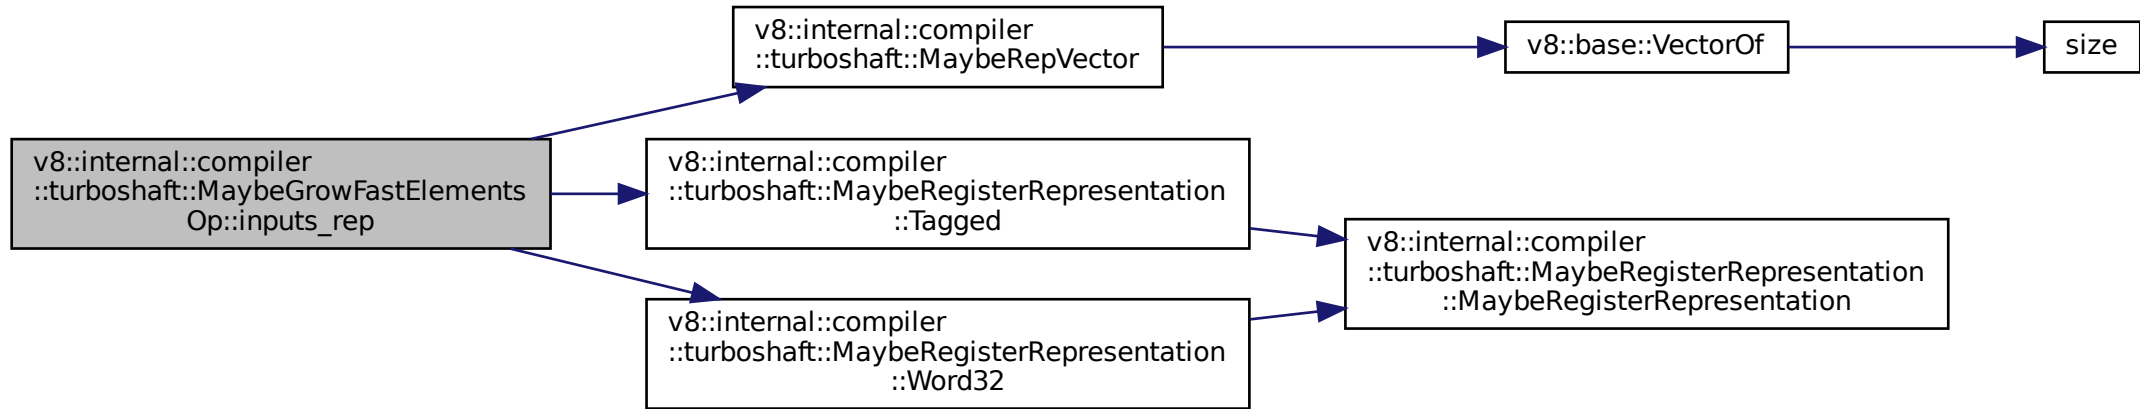 v8::internal::compiler
::turboshaft::MaybeGrowFastElements
Op::inputs_rep
v8::internal::compiler
::turboshaft::MaybeRepVector
v8::base::VectorOf
size
v8::internal::compiler
::turboshaft::MaybeRegisterRepresentation
::Tagged
v8::internal::compiler
::turboshaft::MaybeRegisterRepresentation
::MaybeRegisterRepresentation
v8::internal::compiler
::turboshaft::MaybeRegisterRepresentation
::Word32